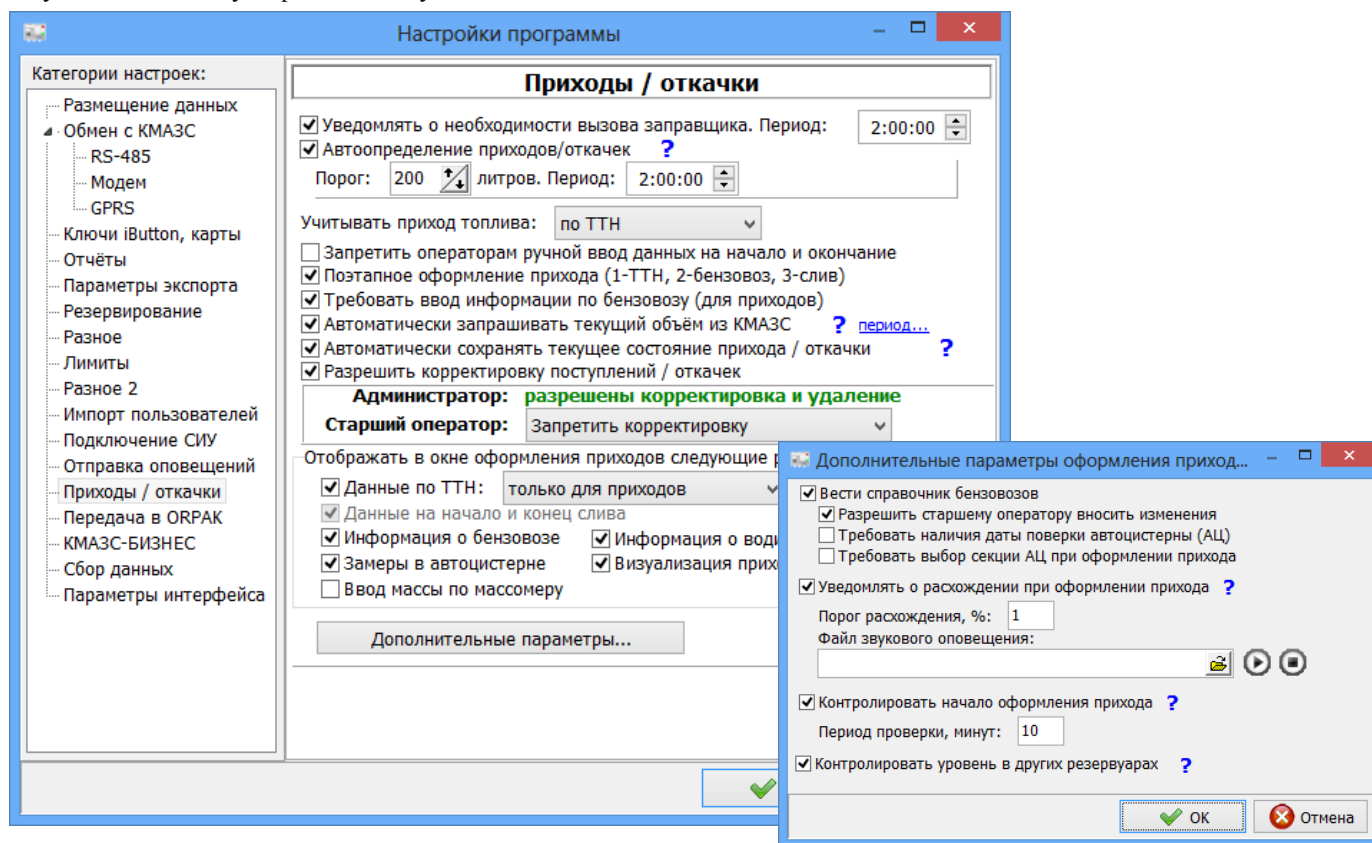 Настройки программы
Категории настроек:
Размещение данных
Обмен с КМАЗС
RS-485
Модем
GPRS
Ключи iButton, карты
Отчёты
Параметры экспорта
Резервирование
Разное
Лимиты
Разное 2
Импорт пользователей
Подключение СИУ
Отправка оповещений
Приходы / откачки
Передача в ORPAK
КМАЗС-БИЗНЕС
Сбор данных
Параметры интерфейса
Приходы / откачки
Уведомлять о необходимости вызова заправщика. Период: 2:00:00
Автоопределение приходов/откачек ?
Порог: 200 литров. Период: 2:00:00
Учитывать приход топлива: по ТТН
Запретить операторам ручной ввод данных на начало и окончание
Поэтапное оформление прихода (1-ТТН, 2-бензовоз, 3-слив)
Требовать ввод информации по бензовозу (для приходов)
Автоматически запрашивать текущий объём из КМАЗС ? период...
Автоматически сохранять текущее состояние прихода / откачки ?
Разрешить корректировку поступлений / откачек
Администратор: разрешены корректировка и удаление
Старший оператор: Запретить корректировку
Отображать в окне оформления приходов следующие
Данные по ТТН: только для приходов
Данные на начало и конец слива
Информация о бензовозе Информация о
Замеры в автоцистерне Визуализация
Ввод массы по массомеру
Дополнительные параметры...
Дополнительные параметры оформления приход...
Вести справочник бензовозов
Разрешить старшему оператору вносить изменения
Требовать наличия даты поверки автоцистерны (АЦ)
Требовать выбор секции АЦ при оформлении прихода
Уведомлять о расхождении при оформлении прихода ?
Порог расхождения, %: 1
Файл звукового оповещения:
Контролировать начало оформления прихода ?
Период проверки, минут: 10
Контролировать уровень в других резервуарах ?
ОК Отмена